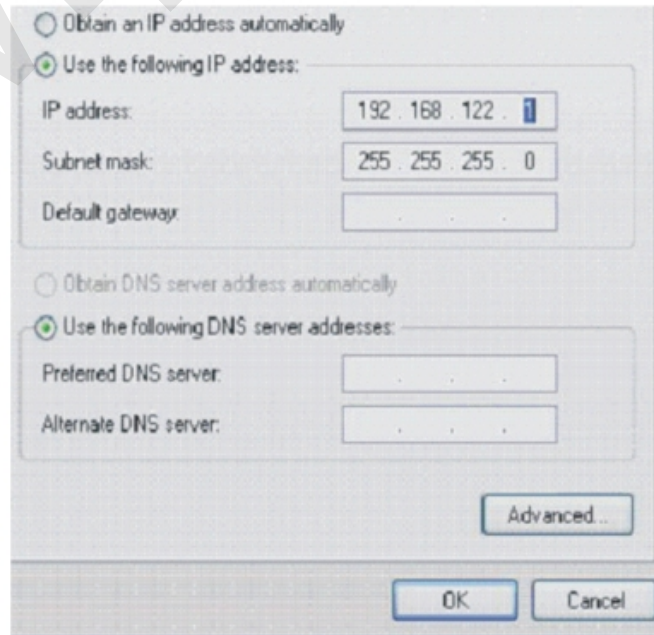 Obtain an IP address automatically
Use the following IP address:
IP address: 192 . 168 . 122 . 1
Subnet mask: 255 . 255 . 255 . 0
Default gateway: . . .
Obtain DNS server address automatically
Use the following DNS server addresses:
Preferred DNS server: . . .
Alternate DNS server: . . .
Advanced...
OK Cancel